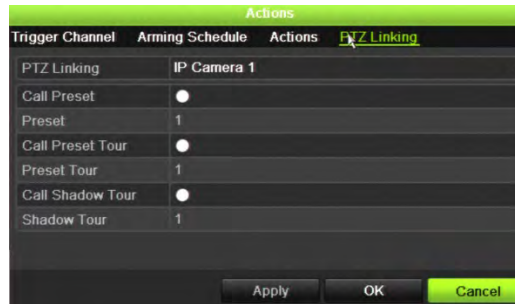 Actions
Trigger Channel Arming Schedule Actions PTZ Linking
PTZ Linking IP Camera 1
Call Preset
Preset 1
Call Preset Tour
Preset Tour 1
Call Shadow Tour
Shadow Tour 1
Apply OK Cancel